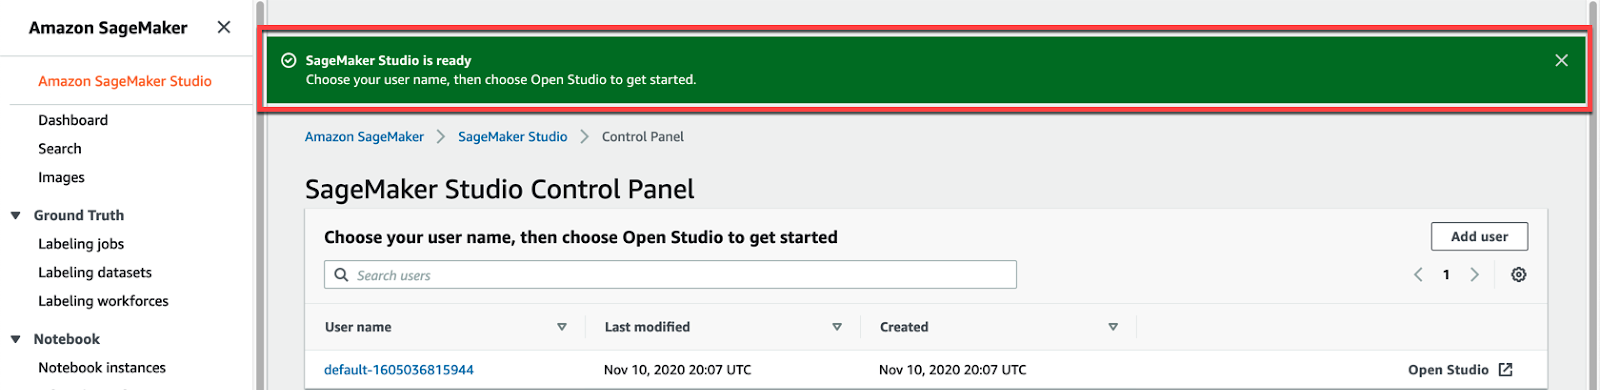 Amazon SageMaker
Amazon SageMaker Studio
Dashboard
Search
Images
Ground Truth
Labeling jobs
Labeling datasets
Labeling workforces
Notebook
Notebook instances
SageMaker Studio is ready
Choose your user name, then choose Open Studio to get started.
Amazon SageMaker > SageMaker Studio > Control Panel
SageMaker Studio Control Panel
Choose your user name, then choose Open Studio to get started
Add user
Search users
1
User name Last modified Created
default-1605036815944 Nov 10, 2020 20:07 UTC Nov 10, 2020 20:07 UTC Open Studio